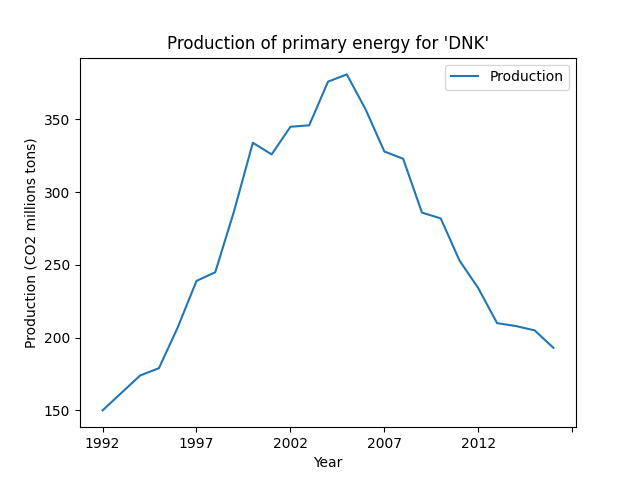 Production of primary energy for 'DNK'
Production
Production (CO2 millions tons)
350
300
250
200
150
1992
1997
2002
2007
2012
Year